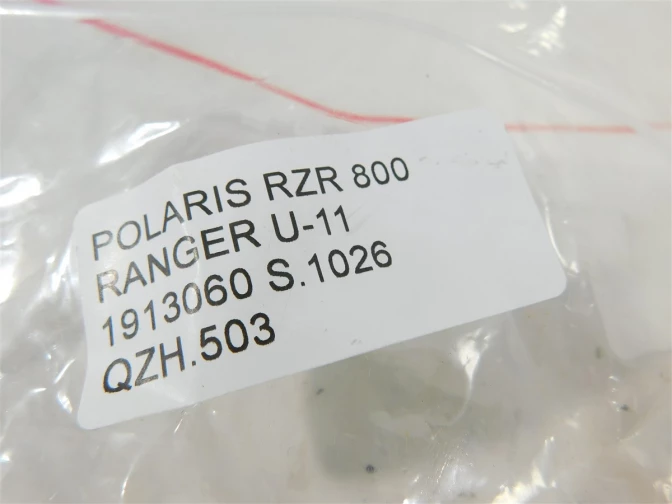 POLARIS RZR 800
RANGER U-11
1913060 S.1026
QZH.503